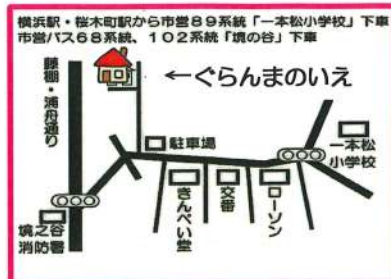 横浜駅・桜木町駅から市営89系統「一本松小学校」下車
市営バス68系統、102系統「境の谷」下車
藤棚・浦舟通り
←ぐらんまのいえ
駐車場
一本松
小学校
きんぺい堂
交番
ローソン
境之谷
消防署